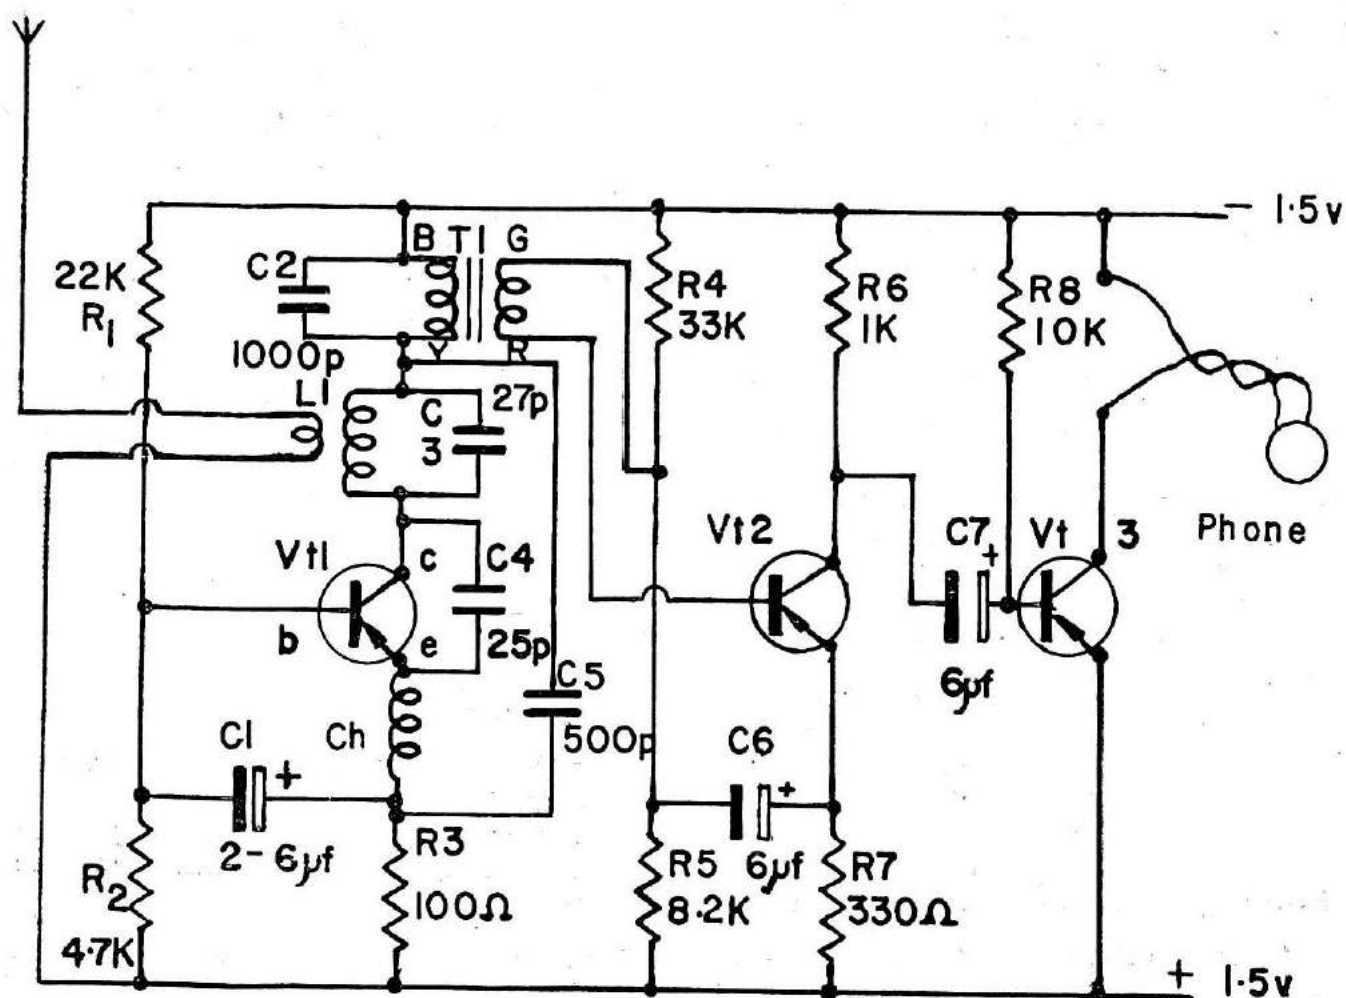 - 1.5v
B T1 G
C2
22K
R1
R4
33K
R6
1K
R8
10K
1000p
Y R
L1
C
3
27p
Vt1
c
C4
b
e
25p
Vt2
C7
+
Vt 3
Phone
C5
500p
6µf
C1
+
Ch
C6
+
2-6µf
R3
100Ω
R5
8.2K
6µf
R7
330Ω
R2
4.7K
+ 1.5v